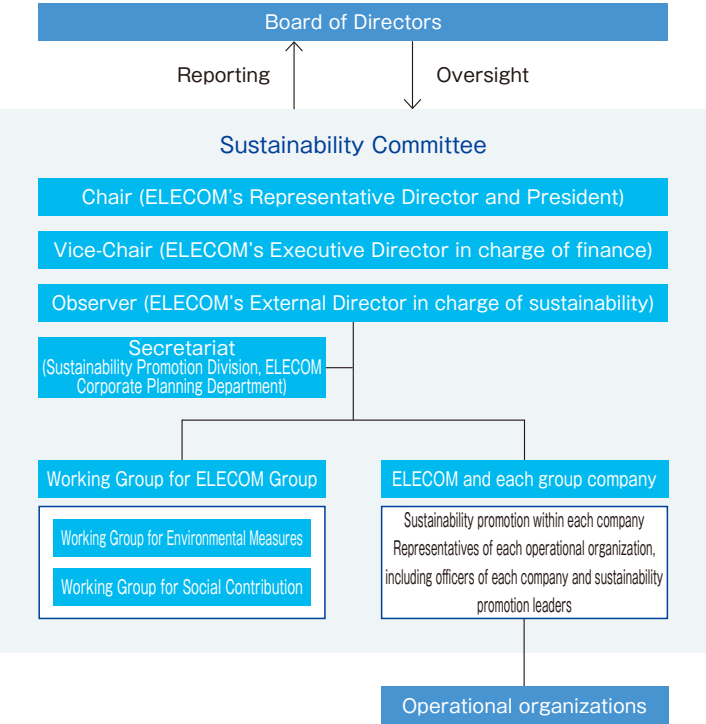 Board of Directors
Reporting
Oversight
Sustainability Committee
Chair (ELECOM's Representative Director and President)
Vice-Chair (ELECOM's Executive Director in charge of finance)
Observer (ELECOM's External Director in charge of sustainability)
Secretariat
(Sustainability Promotion Division, ELECOM
Corporate Planning Department)
Working Group for ELECOM Group
Working Group for Environmental Measures
Working Group for Social Contribution
ELECOM and each group company
Sustainability promotion within each company
Representatives of each operational organization,
including officers of each company and sustainability
promotion leaders
Operational organizations